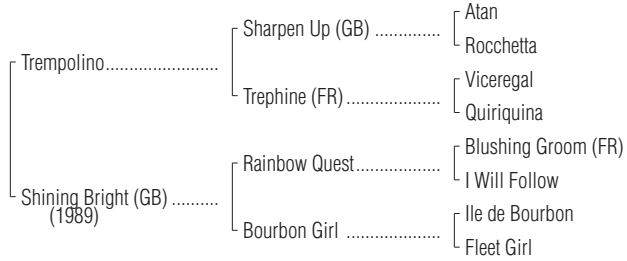 Atan
Sharpen Up (GB) ..............
Rocchetta
Trempolino........................
Viceregal
Trephine (FR) ....................
Quiriquina
Blushing Groom (FR)
Rainbow Quest..................
I Will Follow
Shining Bright (GB) ..........
(1989)
Ile de Bourbon
Bourbon Girl ....................
Fleet Girl